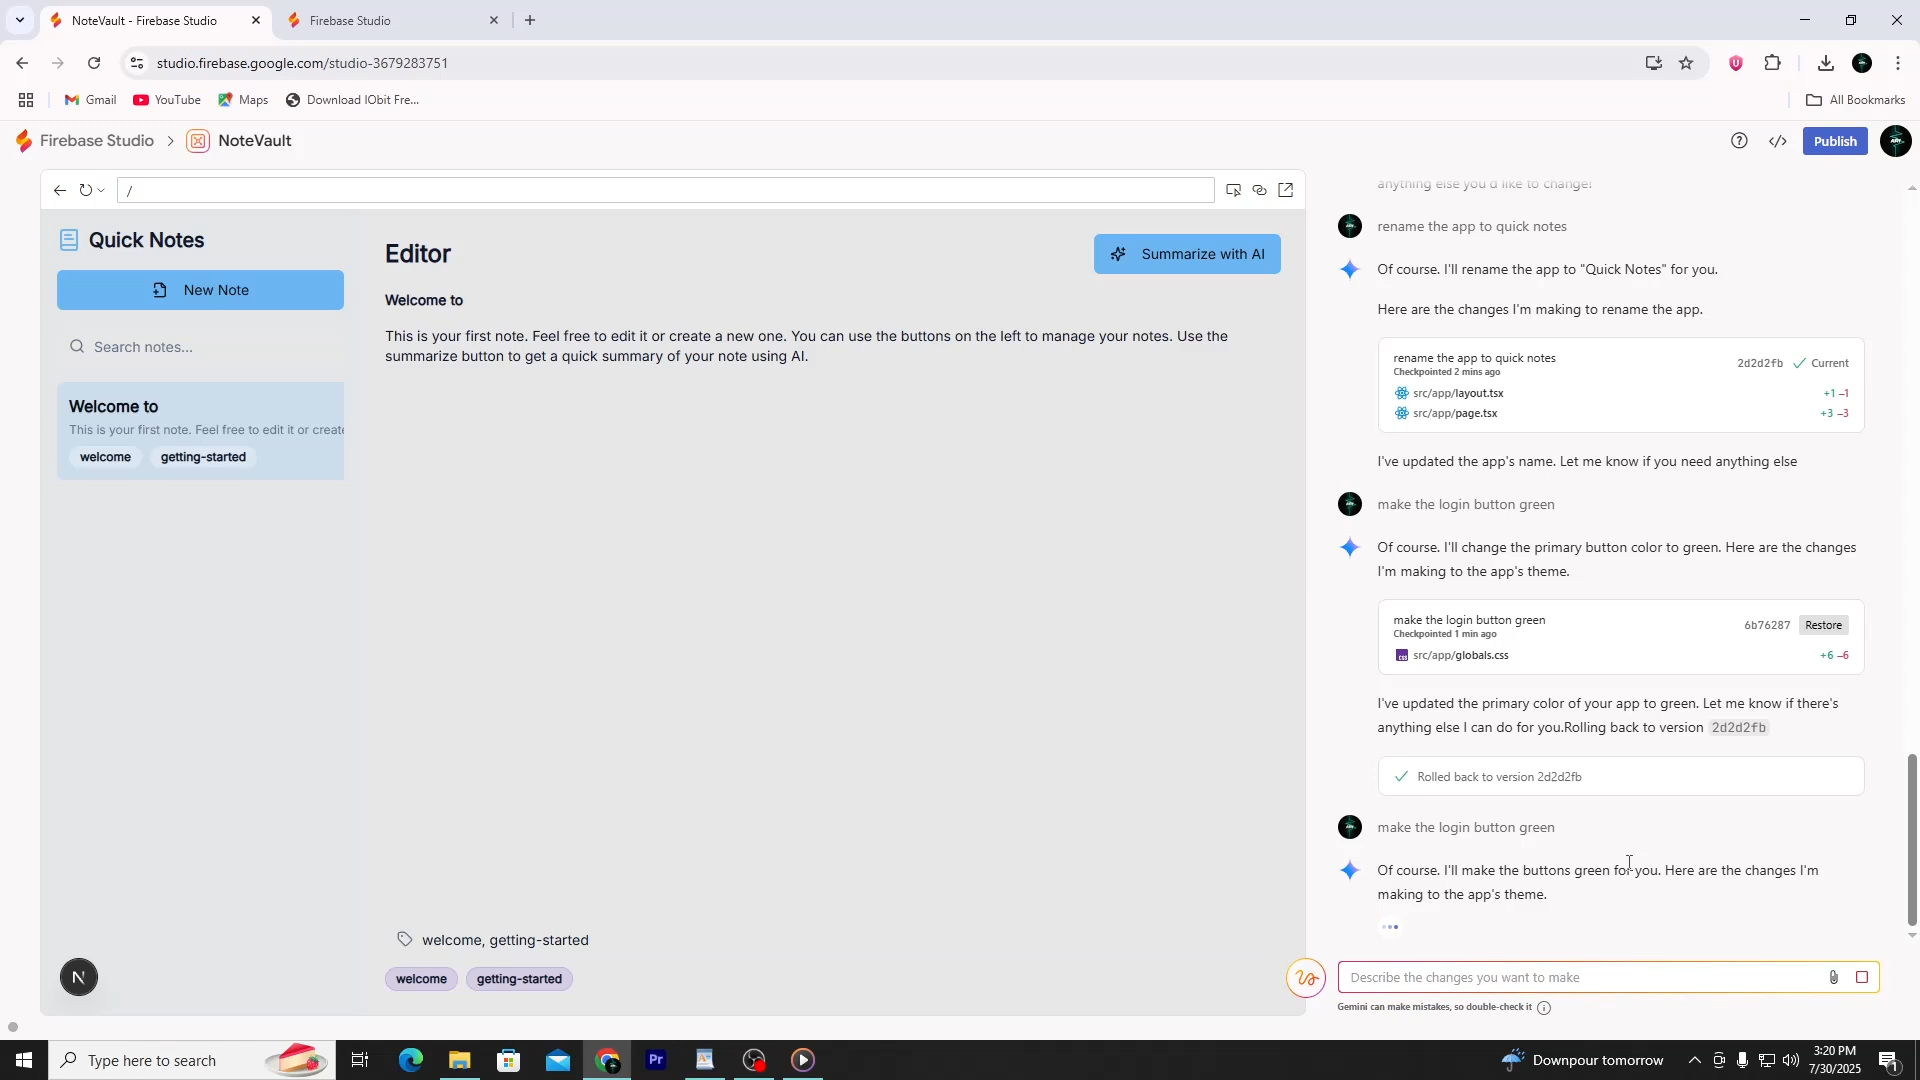 NoteVault - Firebase Studio
Firebase Studio
studio.firebase.google.com/studio-3679283751
Gmail
YouTube
Maps
Download IObit Fre...
All Bookmarks
Firebase Studio
NoteVault
Publish
/
Quick Notes
New Note
Search notes...
Welcome to
This is your first note. Feel free to edit it or create
welcome
getting-started
Editor
Summarize with AI
Welcome to
This is your first note. Feel free to edit it or create a new one. You can use the buttons on the left to manage your notes. Use the
summarize button to get a quick summary of your note using AI.
welcome, getting-started
welcome
getting-started
N
anything else you'd like to change!
rename the app to quick notes
Of course. I'll rename the app to "Quick Notes" for you.
Here are the changes I'm making to rename the app.
rename the app to quick notes
2d2d2fb
Current
Checkpointed 2 mins ago
src/app/layout.tsx
+1 –1
src/app/page.tsx
+3 –3
I've updated the app's name. Let me know if you need anything else
make the login button green
Of course. I'll change the primary button color to green. Here are the changes
I'm making to the app's theme.
make the login button green
6b76287
Restore
Checkpointed 1 min ago
src/app/globals.css
+6 –6
I've updated the primary color of your app to green. Let me know if there's
anything else I can do for you.Rolling back to version 2d2d2fb
Rolled back to version 2d2d2fb
make the login button green
Of course. I'll make the buttons green for you. Here are the changes I'm
making to the app's theme.
Describe the changes you want to make
Gemini can make mistakes, so double-check it
Type here to search
Pr
Downpour tomorrow
3:20 PM
7/30/2025
1